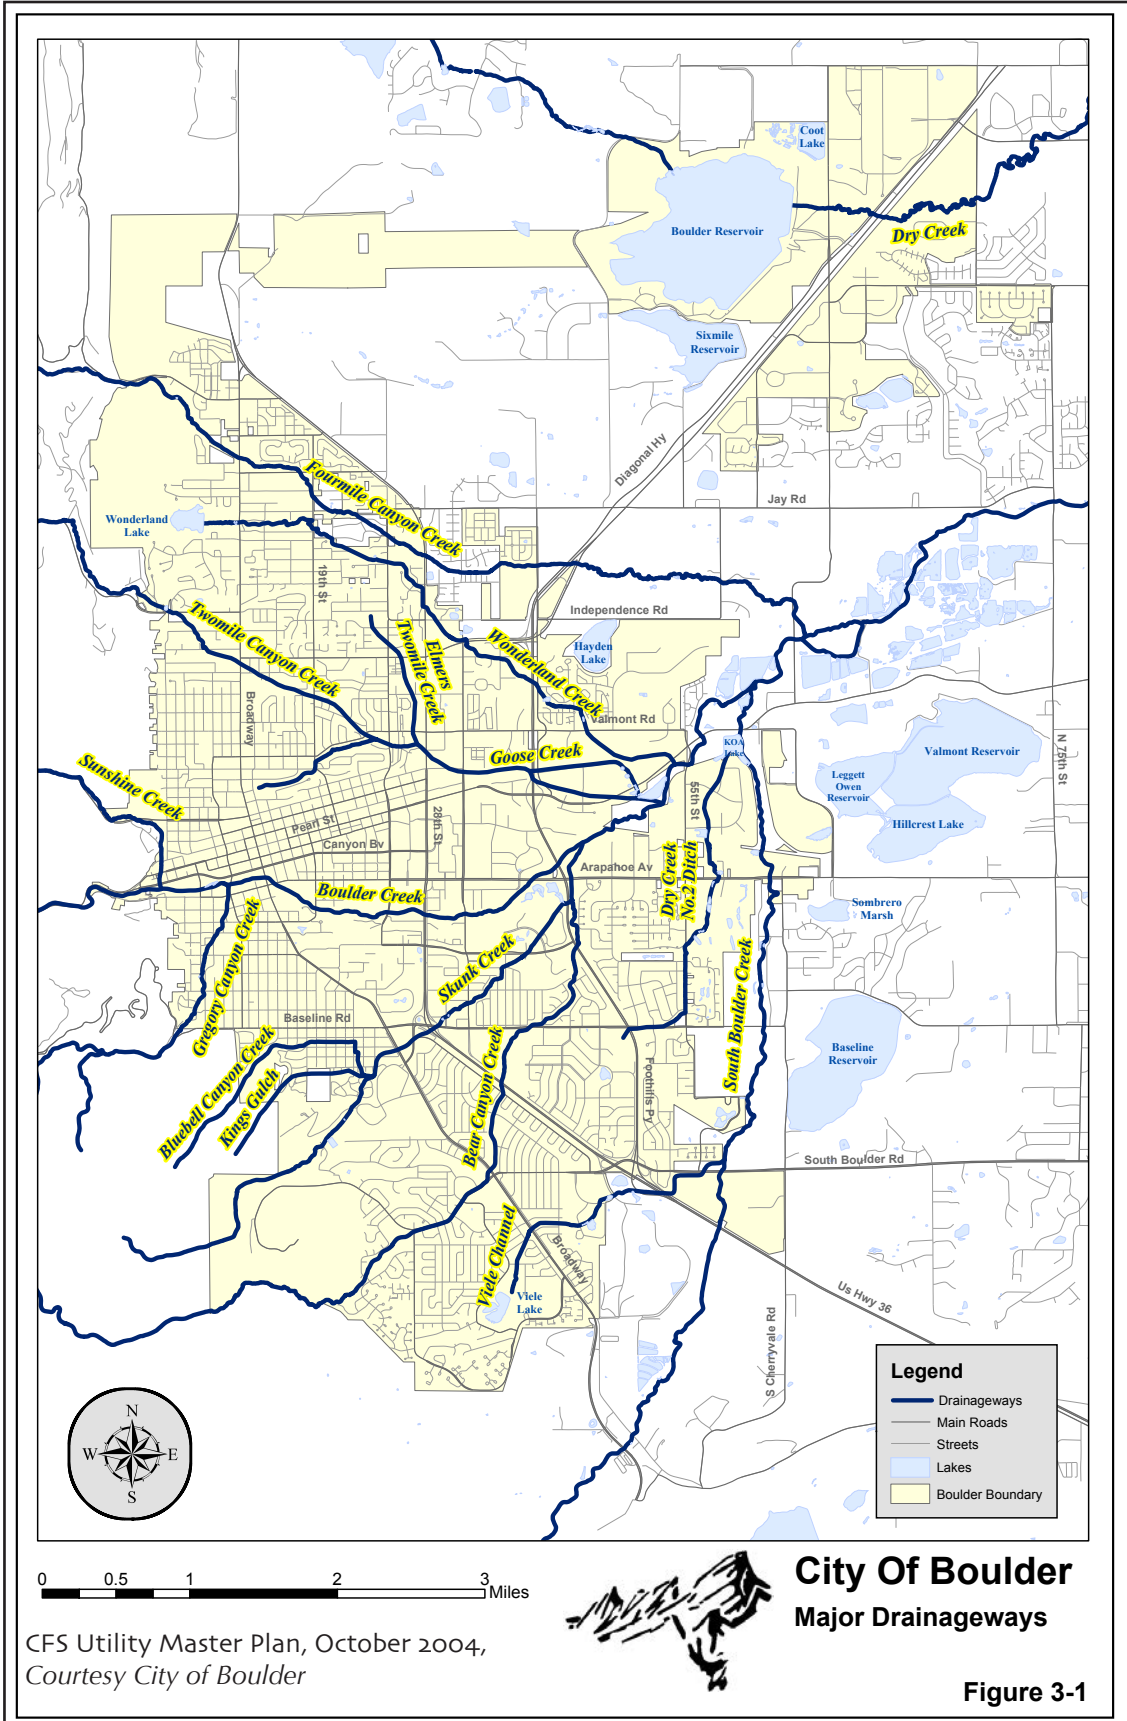 Coot
Lake
Boulder Reservoir
Dry Creek
Sixmile
Reservoir
Diagonal Hy
Jay Rd
Fourmile Canyon Creek
Wonderland
Lake
19th St
Independence Rd
Twomile Canyon Creek
Elmers
Twomile Creek
Wonderland Creek
Hayden
Lake
Valmont Rd
Broadway
Goose Creek
KOA
Lake
Valmont Reservoir
N 75th St
Leggett
Owen
Reservoir
Hillcrest Lake
Sunshine Creek
Pearl St
Canyon Bv
28th St
55th St
Arapahoe Av
Boulder Creek
Dry Creek
No.2 Ditch
Sombrero
Marsh
Gregory Canyon Creek
Skunk Creek
South Boulder Creek
Baseline Rd
Baseline
Reservoir
Bluebell Canyon Creek
Kings Gulch
Bear Canyon Creek
Foothills Py
South Boulder Rd
Viele Channel
Broadway
Viele
Lake
Us Hwy 36
S Cherryvale Rd
Legend
Drainageways
Main Roads
Streets
Lakes
Boulder Boundary
N
W E
S
0 0.5 1 2 3
Miles
City Of Boulder
Major Drainageways
CFS Utility Master Plan, October 2004,
Courtesy City of Boulder
Figure 3-1